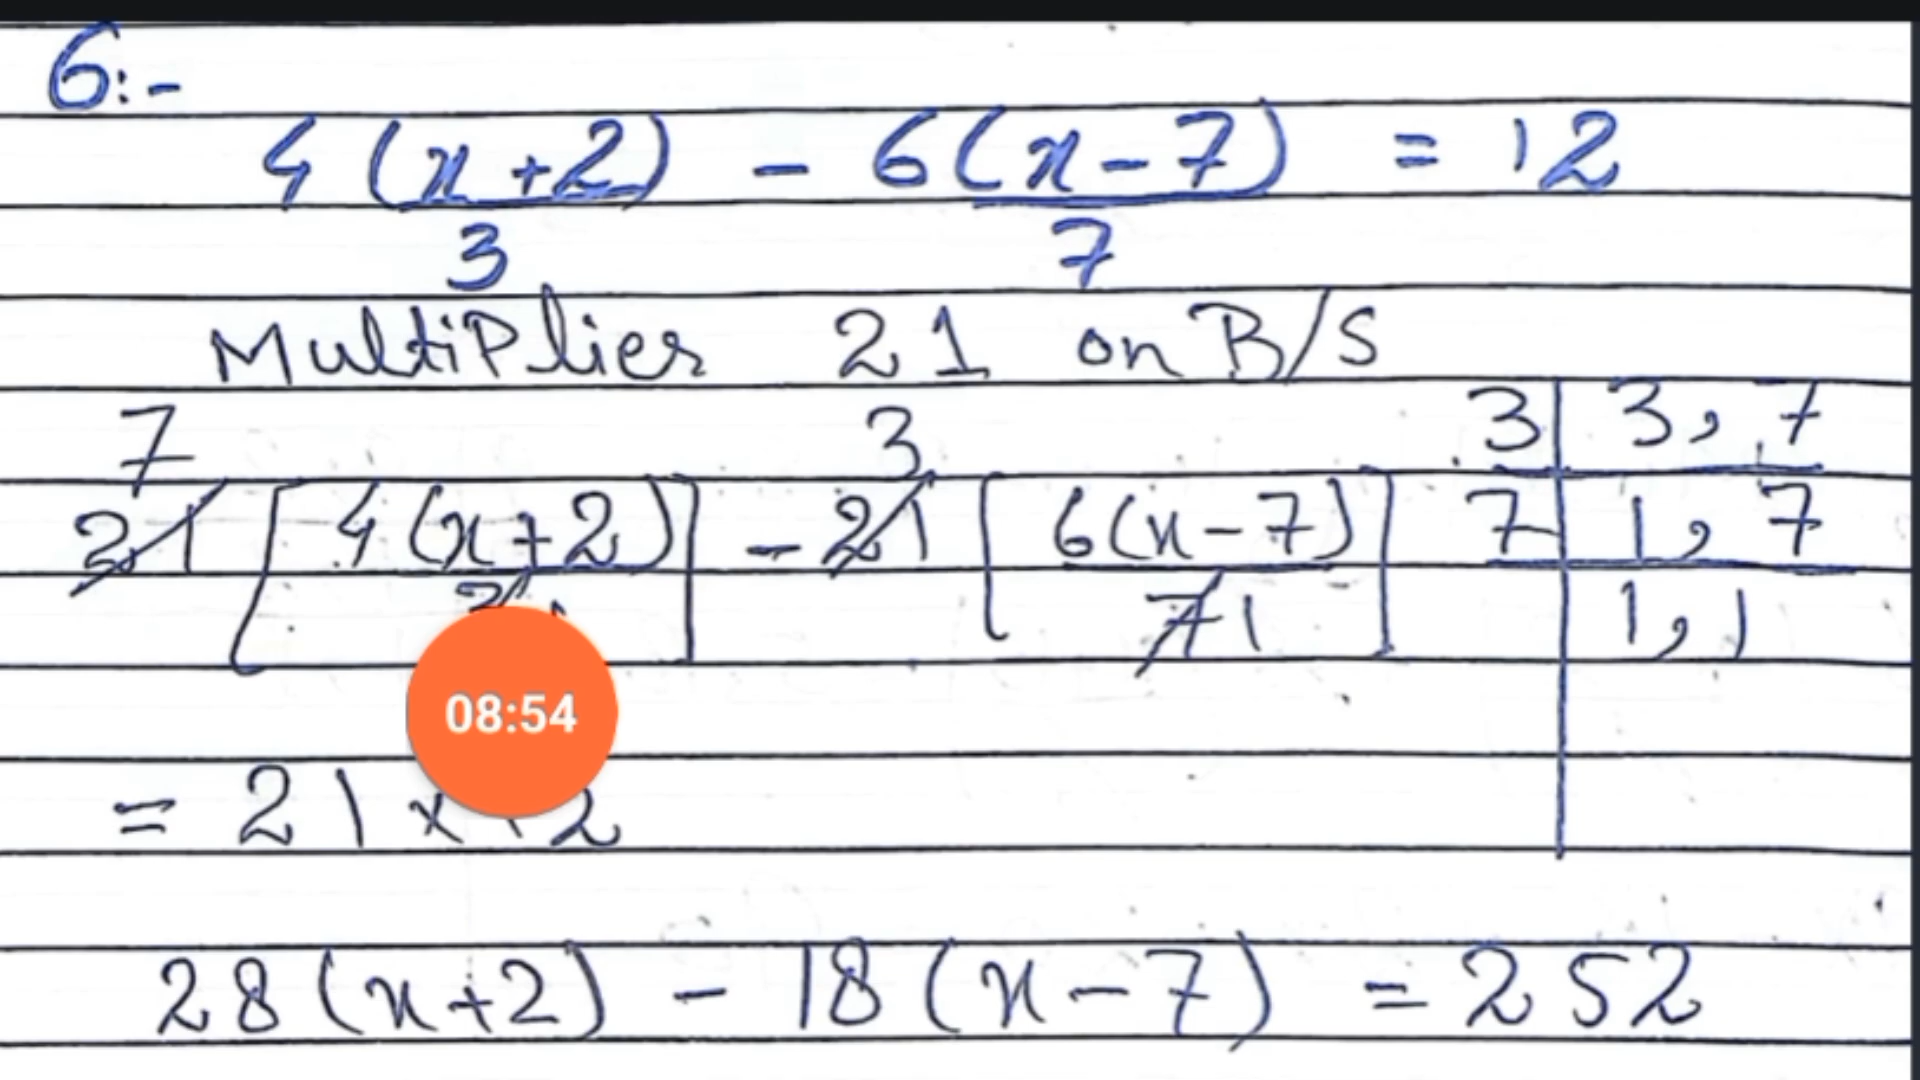 6:-
4(x+2) - 6(x-7) = 12
3 7
Multiplier 21 on B/S
7 3 3 3, 7
21 [4(x+2)] - 21 [6(x-7)] 7 1, 7
3 7 1 1, 1
08:54
= 21 x 12
28(x+2) - 18(x-7) = 252